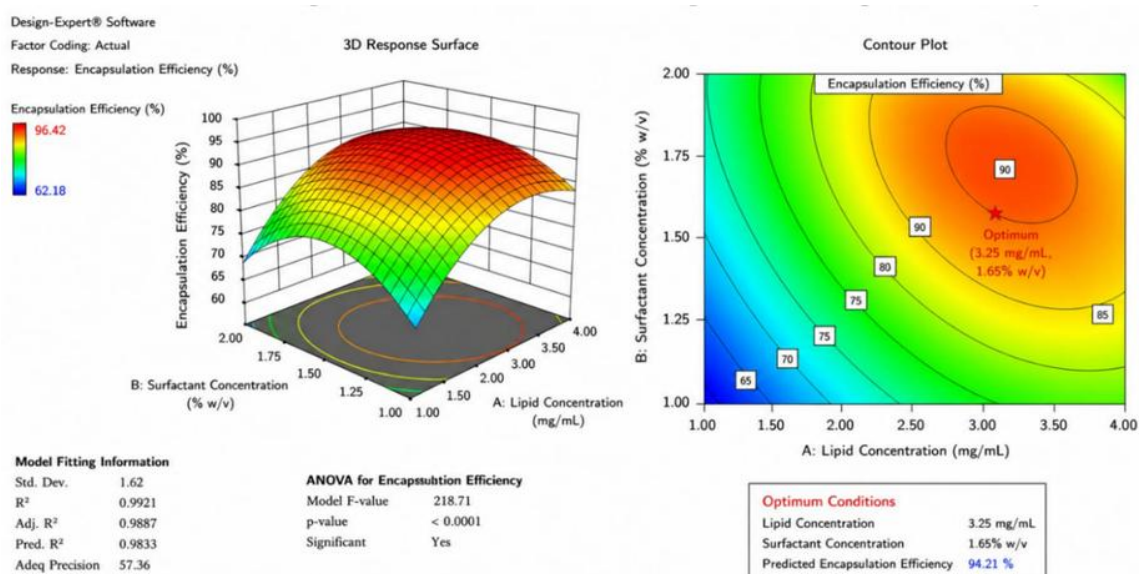 Design-Expert® Software
Factor Coding: Actual
Response: Encapsulation Efficiency (%)
Encapsulation Efficiency (%)
96.42
62.18
3D Response Surface
Encapsulation Efficiency (%)
100
95
90
85
80
75
70
65
60
2.00
1.75
1.50
1.25
1.00
B: Surfactant Concentration
(% w/v)
1.00
1.50
2.00
3.00
3.50
4.00
A: Lipid Concentration
(mg/mL)
Contour Plot
Encapsulation Efficiency (%)
B: Surfactant Concentration (% w/v)
2.00
1.75
1.50
1.25
1.00
90
90
80
75
75
70
65
85
Optimum
(3.25 mg/mL,
1.65% w/v)
1.00 1.50 2.00 2.50 3.00 3.50 4.00
A: Lipid Concentration (mg/mL)
Model Fitting Information
Std. Dev. 1.62
R² 0.9921
Adj. R² 0.9887
Pred. R² 0.9833
Adeq Precision 57.36
ANOVA for Encapssubtion Efficiency
Model F-value 218.71
p-value < 0.0001
Significant Yes
Optimum Conditions
Lipid Concentration 3.25 mg/mL
Surfactant Concentration 1.65% w/v
Predicted Encapsulation Efficiency 94.21 %